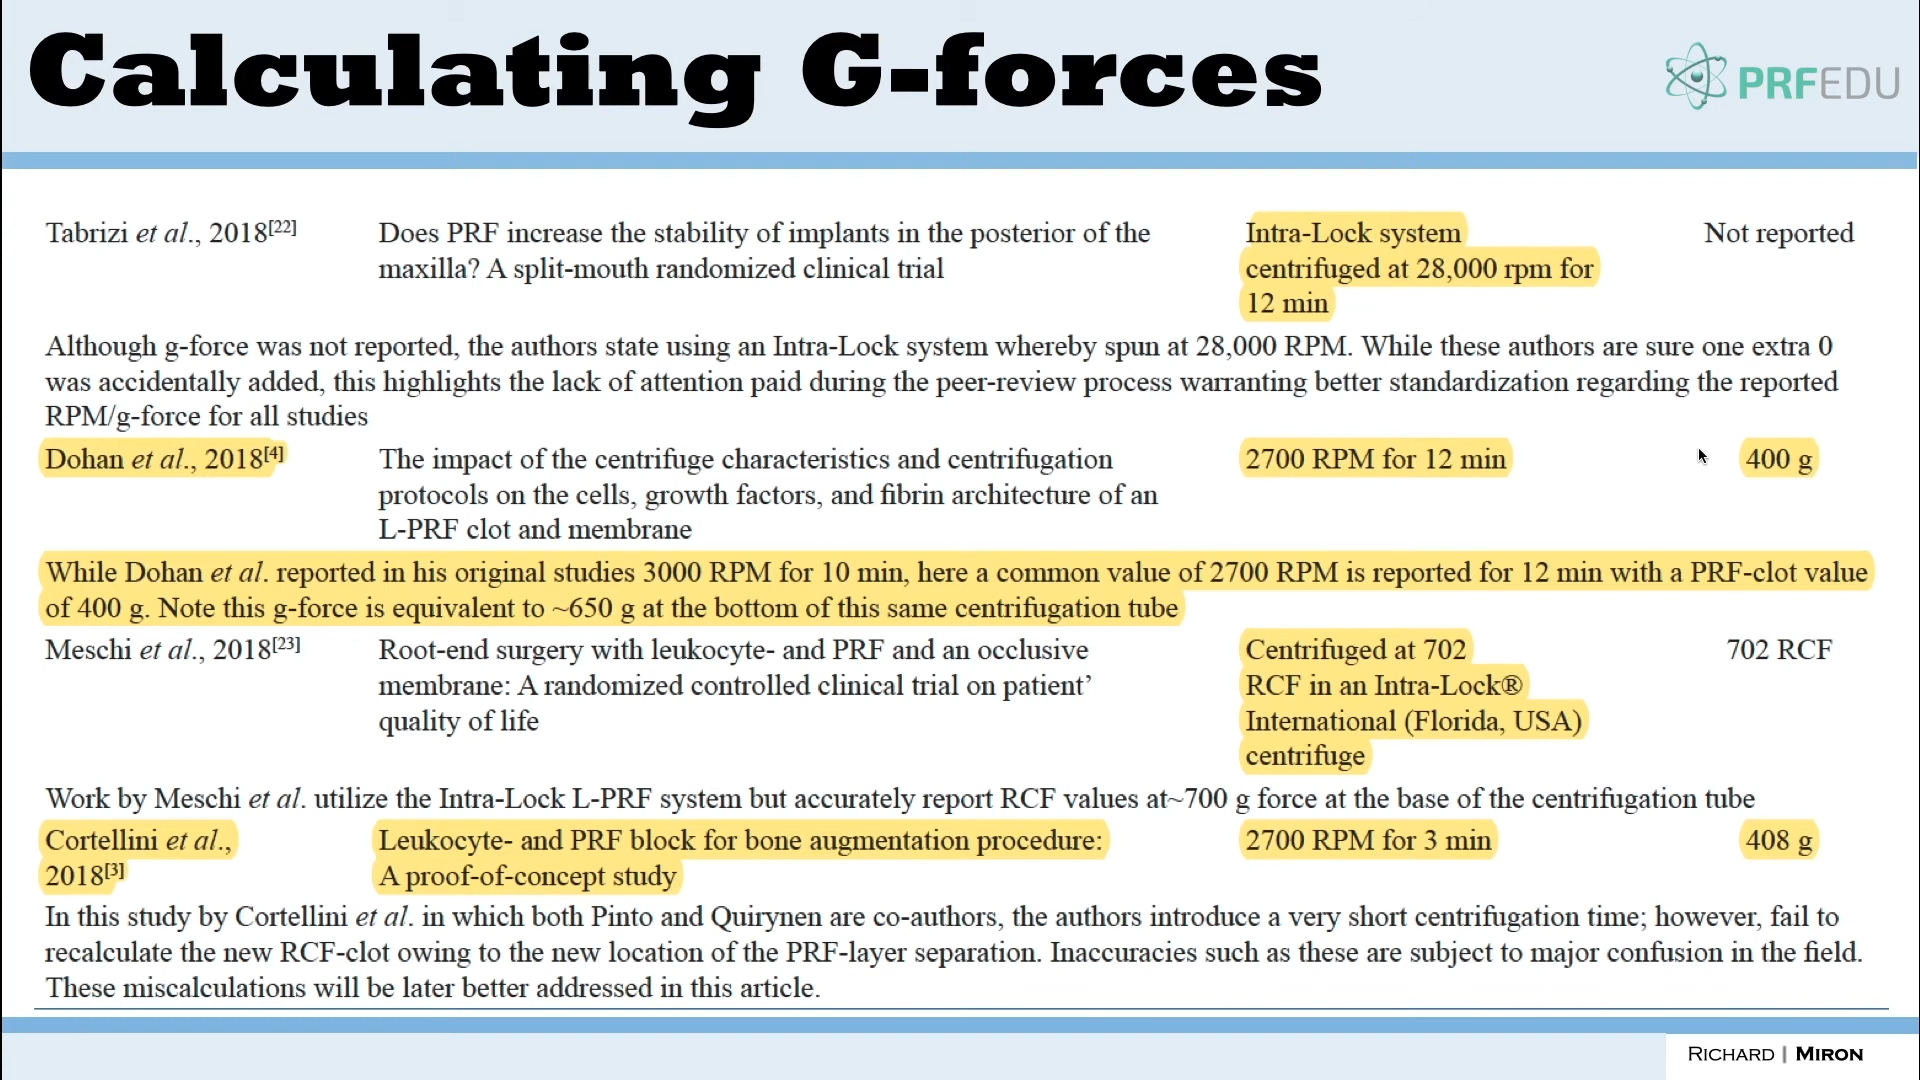 Calculating G-forces
PRFEDU
Tabrizi et al., 2018[22] Does PRF increase the stability of implants in the posterior of the maxilla? A split-mouth randomized clinical trial Intra-Lock system centrifuged at 28,000 rpm for 12 min Not reported
Although g-force was not reported, the authors state using an Intra-Lock system whereby spun at 28,000 RPM. While these authors are sure one extra 0
was accidentally added, this highlights the lack of attention paid during the peer-review process warranting better standardization regarding the reported
RPM/g-force for all studies
Dohan et al., 2018[4] The impact of the centrifuge characteristics and centrifugation protocols on the cells, growth factors, and fibrin architecture of an L-PRF clot and membrane 2700 RPM for 12 min 400 g
While Dohan et al. reported in his original studies 3000 RPM for 10 min, here a common value of 2700 RPM is reported for 12 min with a PRF-clot value
of 400 g. Note this g-force is equivalent to ~650 g at the bottom of this same centrifugation tube
Meschi et al., 2018[23] Root-end surgery with leukocyte- and PRF and an occlusive membrane: A randomized controlled clinical trial on patient’ quality of life Centrifuged at 702 RCF in an Intra-Lock® International (Florida, USA) centrifuge 702 RCF
Work by Meschi et al. utilize the Intra-Lock L-PRF system but accurately report RCF values at~700 g force at the base of the centrifugation tube
Cortellini et al., 2018[3] Leukocyte- and PRF block for bone augmentation procedure: A proof-of-concept study 2700 RPM for 3 min 408 g
In this study by Cortellini et al. in which both Pinto and Quirynen are co-authors, the authors introduce a very short centrifugation time; however, fail to
recalculate the new RCF-clot owing to the new location of the PRF-layer separation. Inaccuracies such as these are subject to major confusion in the field.
These miscalculations will be later better addressed in this article.
RICHARD | MIRON